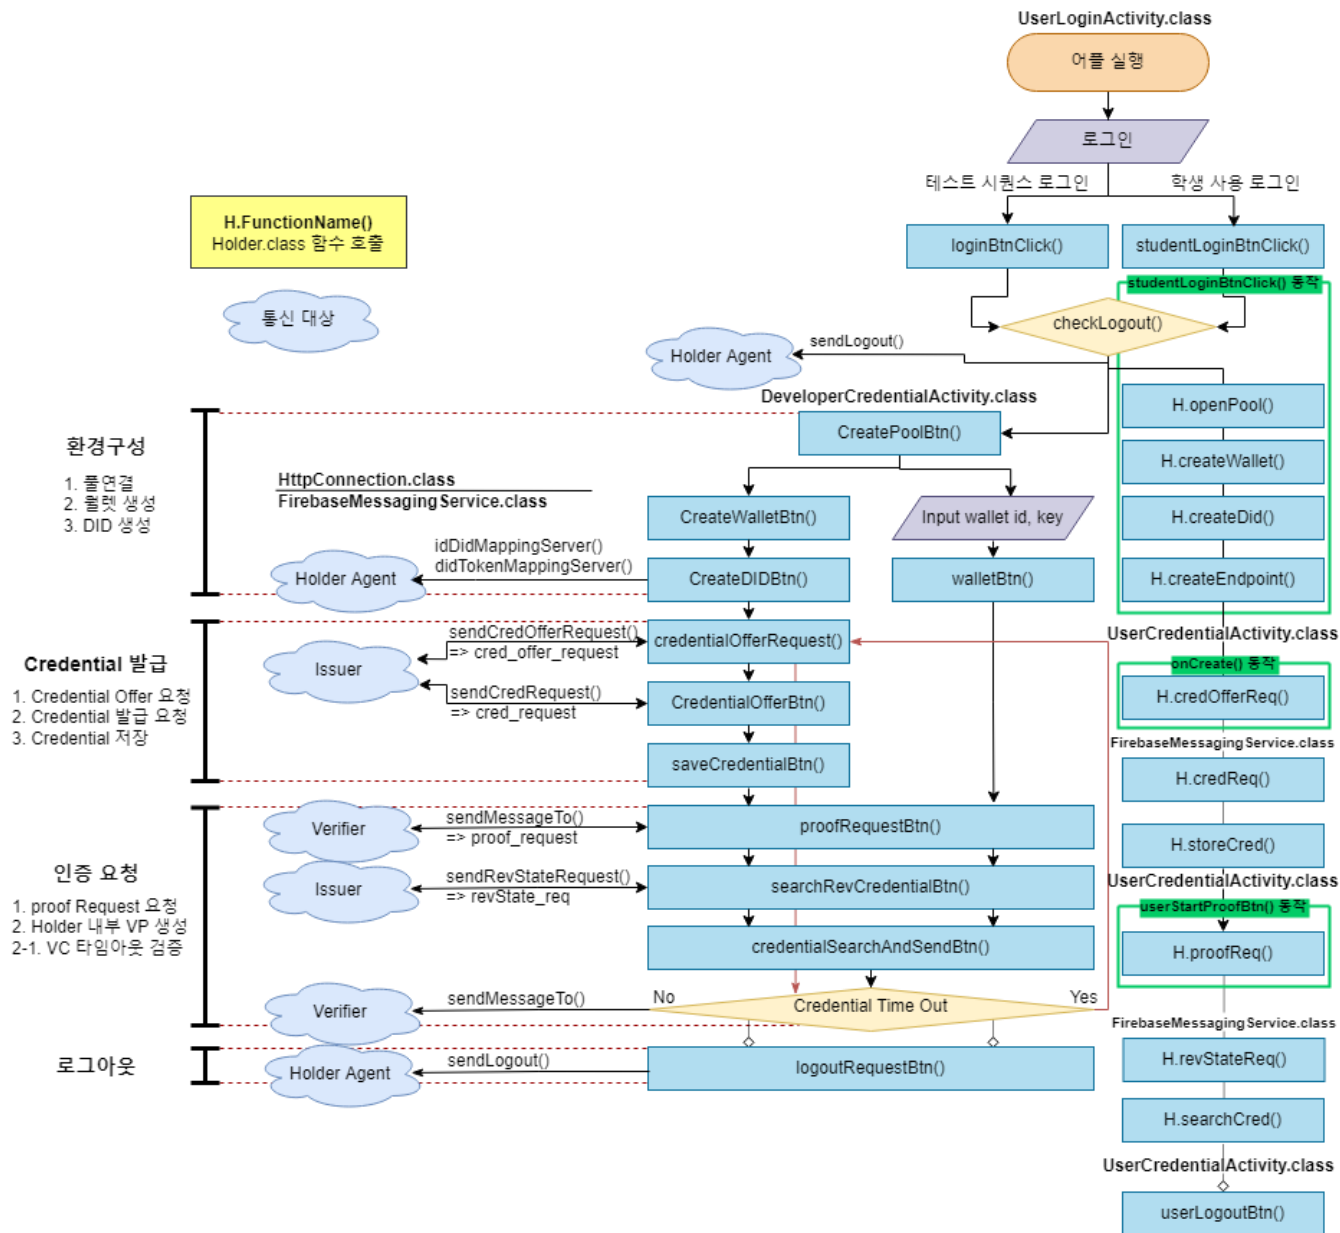 UserLoginActivity.class
어플 실행
로그인
테스트 시퀀스 로그인
학생 사용 로그인
H.FunctionName()
Holder.class 함수 호출
통신 대상
loginBtnClick()
studentLoginBtnClick()
studentLoginBtnClick() 동작
checkLogout()
sendLogout()
Holder Agent
DeveloperCredentialActivity.class
CreatePoolBtn()
H.openPool()
H.createWallet()
H.createDid()
H.createEndpoint()
환경구성
1. 풀연결
2. 월렛 생성
3. DID 생성
HttpConnection.class
FirebaseMessagingService.class
CreateWalletBtn()
Input wallet id, key
idDidMappingServer()
didTokenMappingServer()
Holder Agent
CreateDIDBtn()
walletBtn()
Credential 발급
1. Credential Offer 요청
2. Credential 발급 요청
3. Credential 저장
Issuer
sendCredOfferRequest()
=> cred_offer_request
credentialOfferRequest()
sendCredRequest()
=> cred_request
CredentialOfferBtn()
saveCredentialBtn()
UserCredentialActivity.class
onCreate() 동작
H.credOfferReq()
FirebaseMessagingService.class
H.credReq()
H.storeCred()
UserCredentialActivity.class
userStartProofBtn() 동작
H.proofReq()
인증 요청
1. proof Request 요청
2. Holder 내부 VP 생성
2-1. VC 타임아웃 검증
Verifier
sendMessageTo()
=> proof_request
proofRequestBtn()
Issuer
sendRevStateRequest()
=> revState_req
searchRevCredentialBtn()
credentialSearchAndSendBtn()
Verifier
sendMessageTo()
No
Credential Time Out
Yes
FirebaseMessagingService.class
H.revStateReq()
H.searchCred()
로그아웃
Holder Agent
sendLogout()
logoutRequestBtn()
UserCredentialActivity.class
userLogoutBtn()